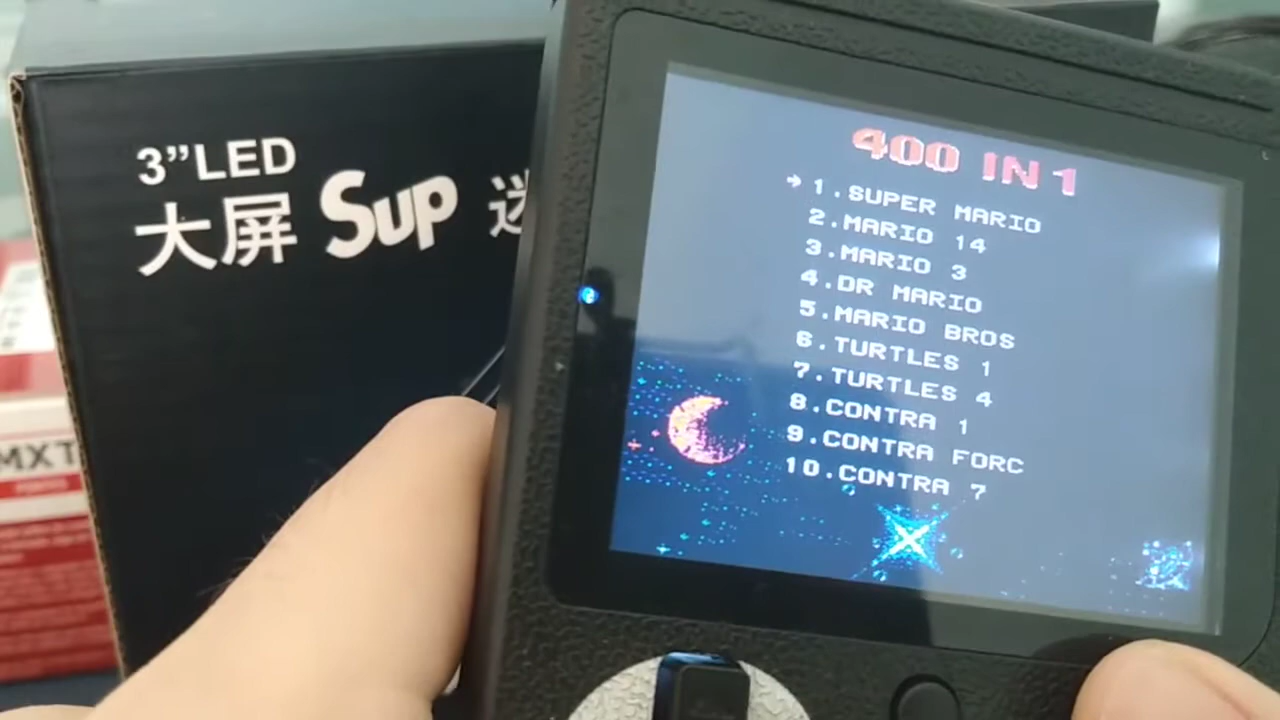 3”LED
大屏 Sup 迷
MXT
400 IN 1
1.SUPER MARIO
2.MARIO 14
3.MARIO 3
4.DR MARIO
5.MARIO BROS
6.TURTLES 1
7.TURTLES 4
8.CONTRA 1
9.CONTRA FORC
10.CONTRA 7